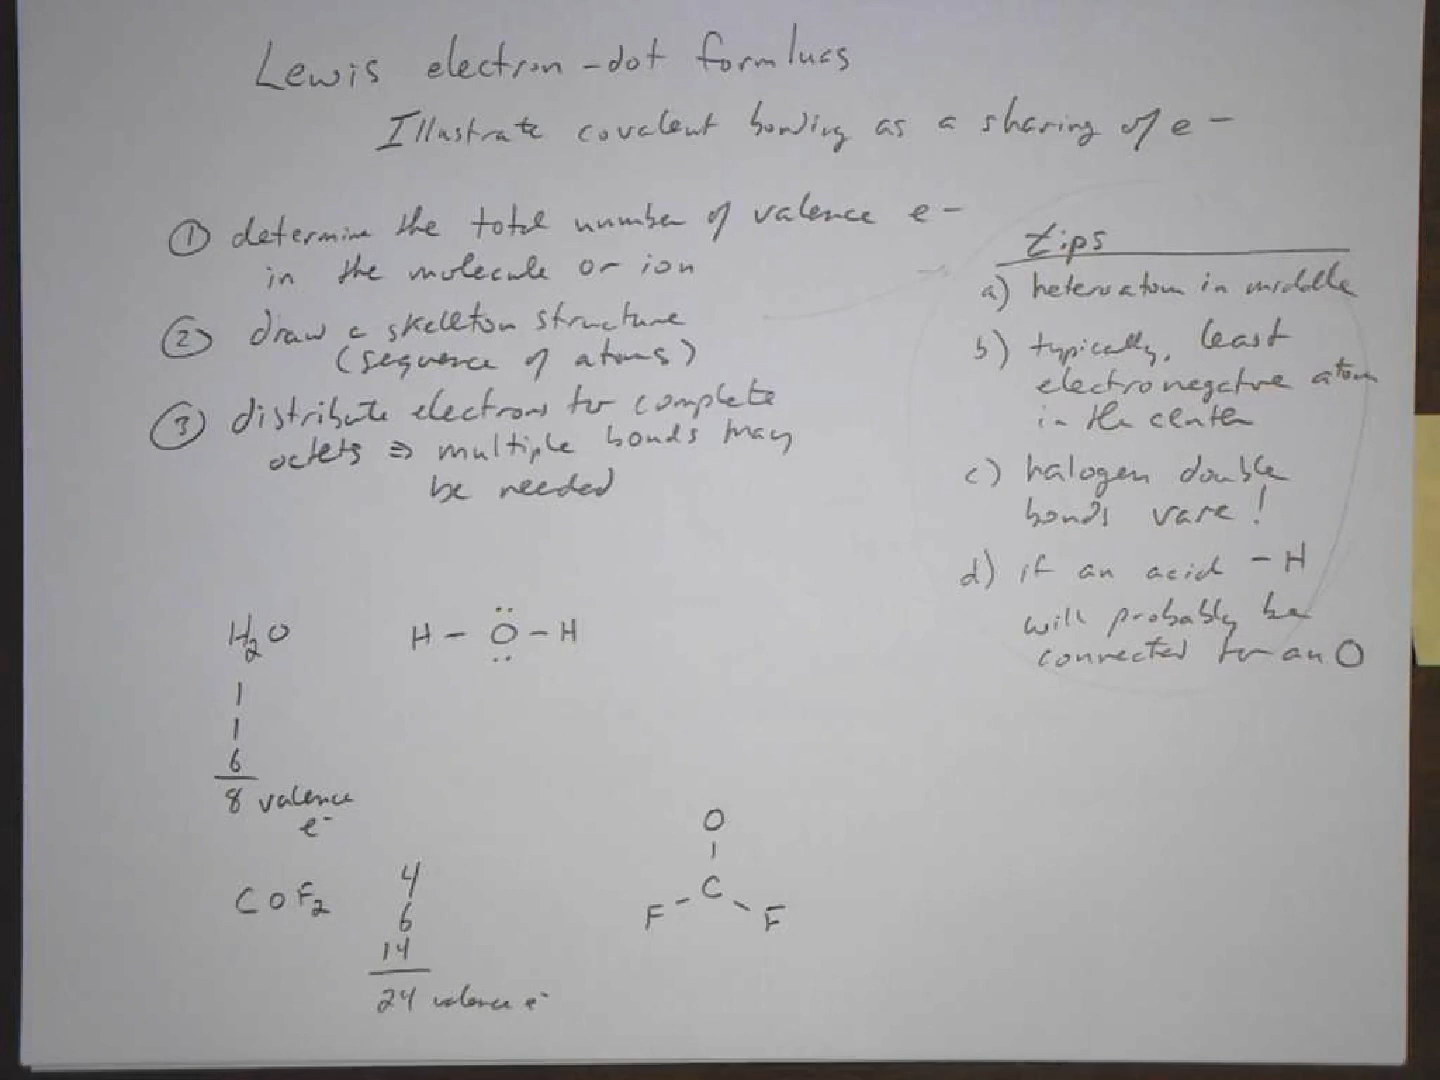 Lewis electron-dot formluas
Illustrate covalent bonding as a sharing of e-
① determine the total number of valence e-
in the molecule or ion
② draw a skelton structure
(sequence of atoms)
③ distribute electrons to complete
octets ⇒ multiple bonds may
be needed
tips
a) heteroatom in middle
b) typically, least
electronegative atom
in the center
c) halogen double
bonds rare!
d) if an acid - H
will probably be
connected to an O
H₂O
H - Ö - H
1
1
6
8 valence
e⁻
COF₂
4
6
14
24 valence e⁻
O
C
F F